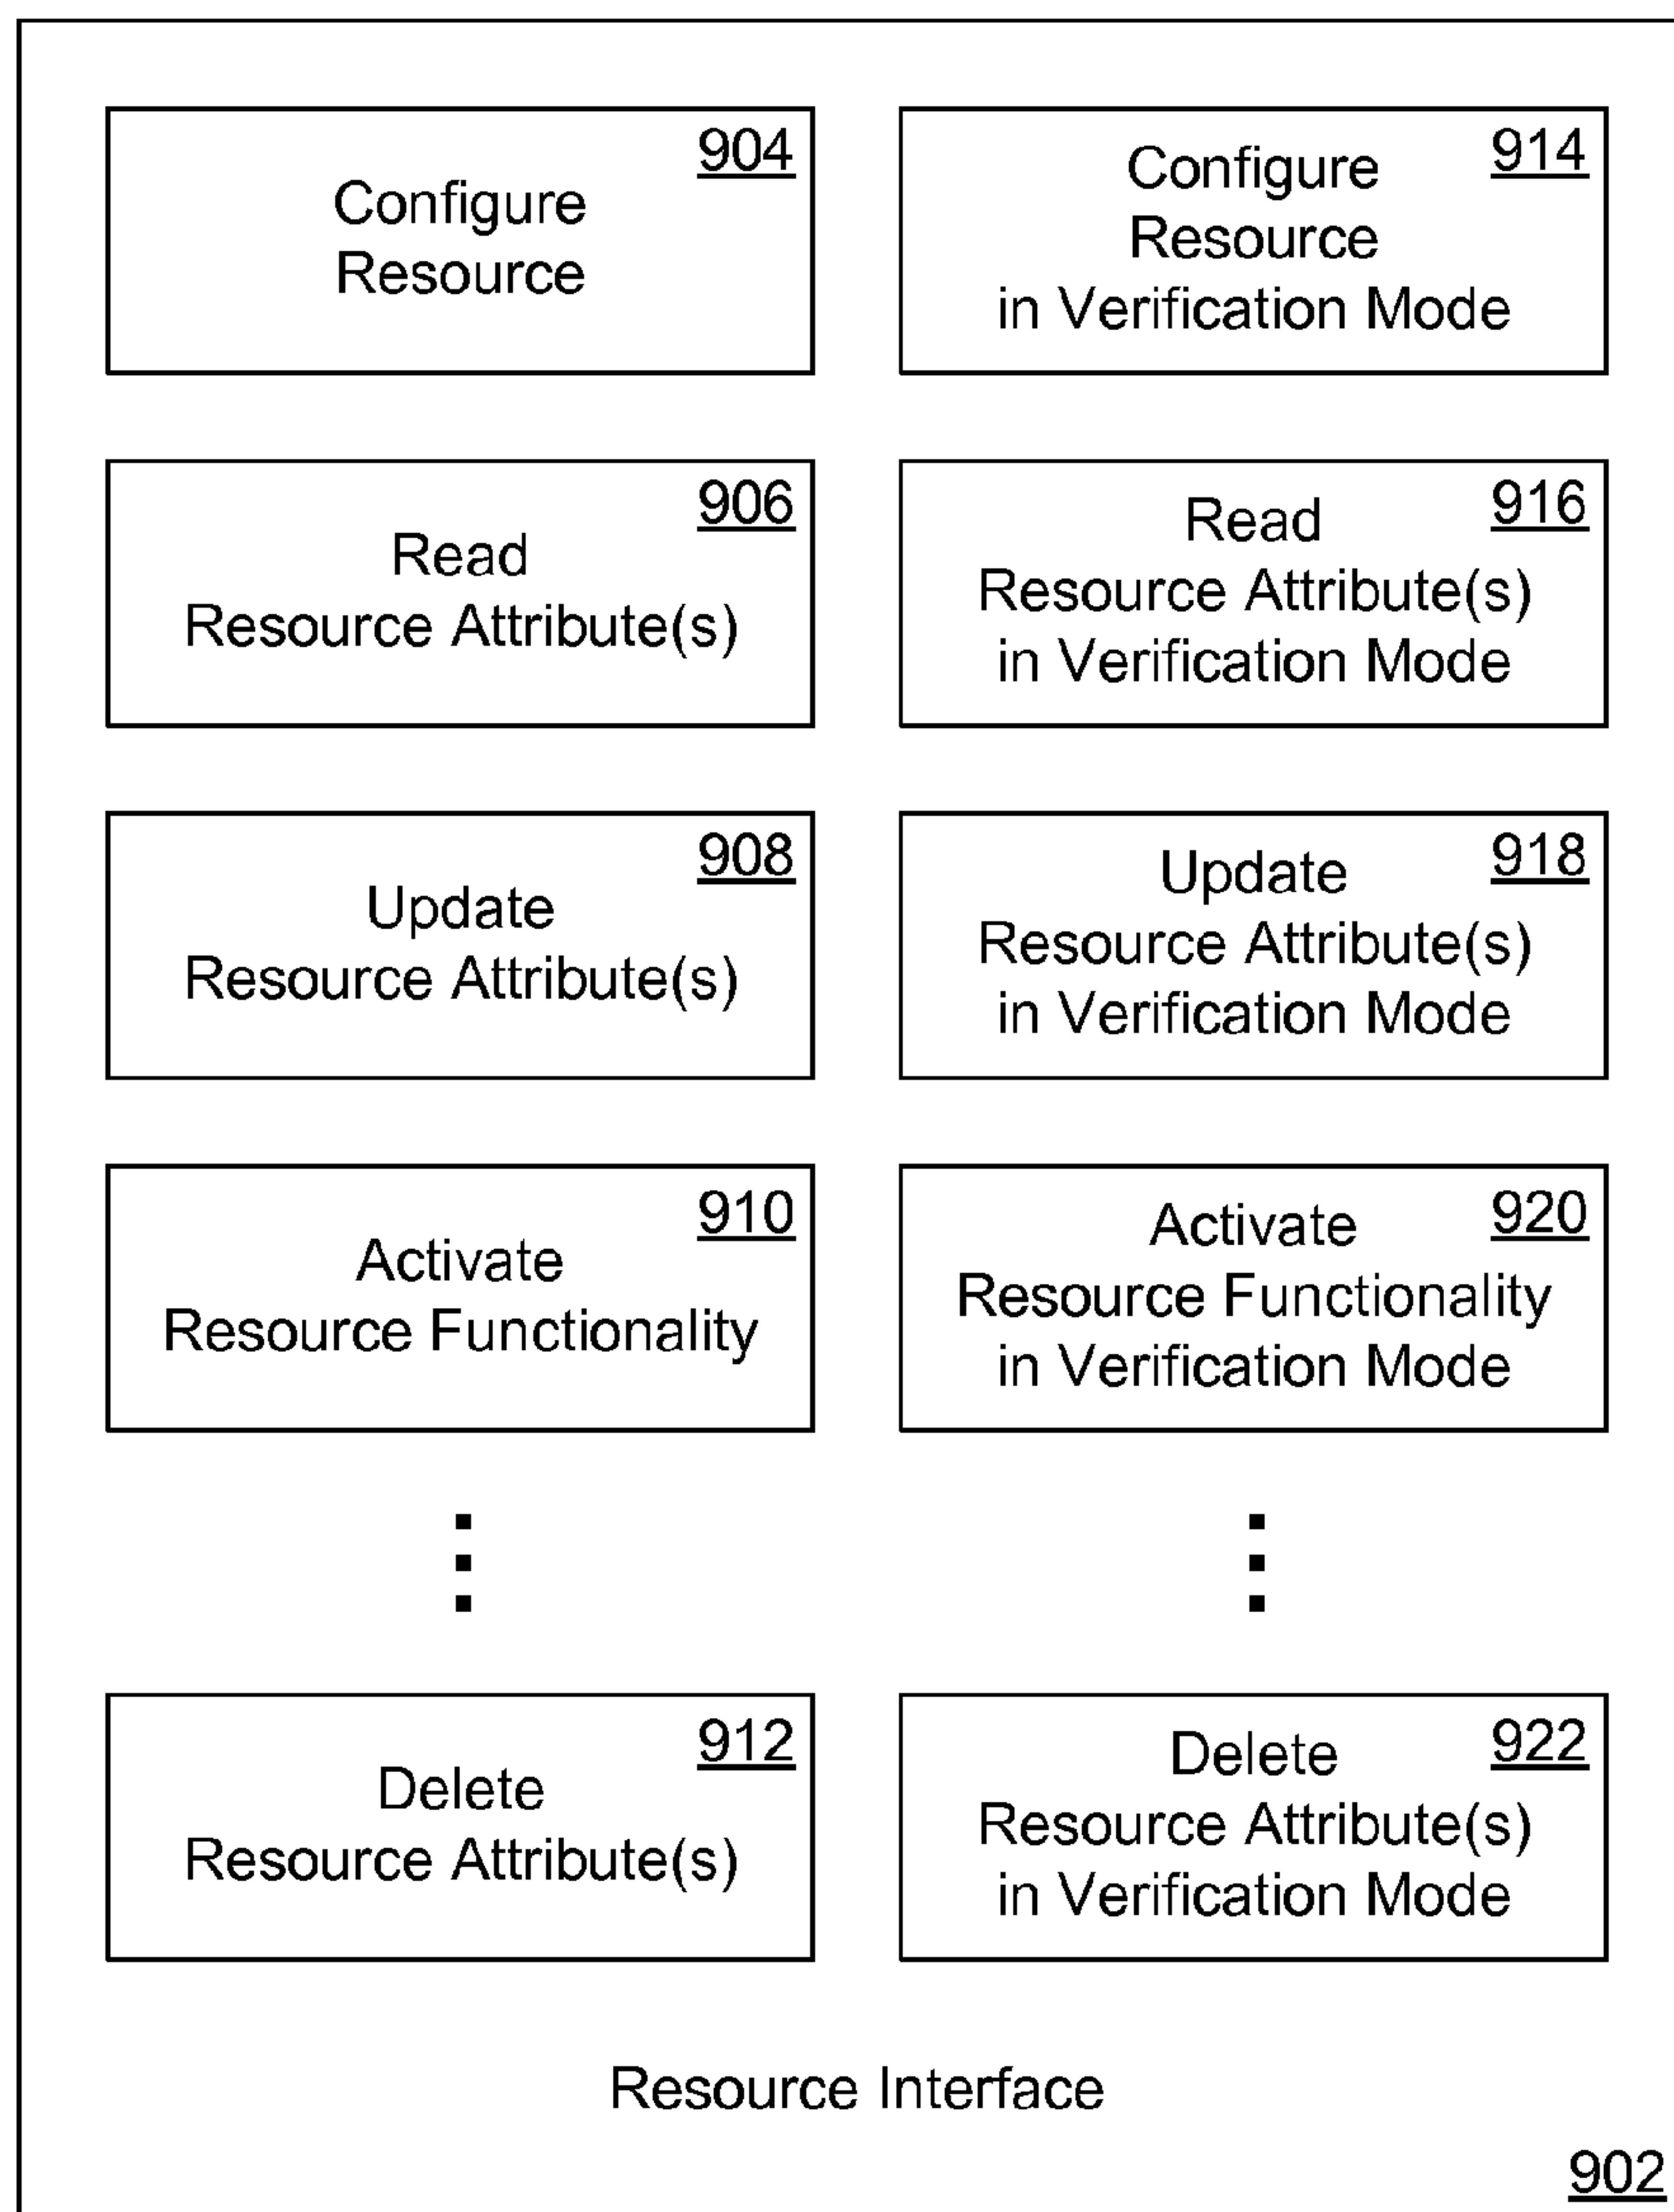 904
Configure
Resource
914
Configure
Resource
in Verification Mode
906
Read
Resource Attribute(s)
916
Read
Resource Attribute(s)
in Verification Mode
908
Update
Resource Attribute(s)
918
Update
Resource Attribute(s)
in Verification Mode
910
Activate
Resource Functionality
920
Activate
Resource Functionality
in Verification Mode
912
Delete
Resource Attribute(s)
922
Delete
Resource Attribute(s)
in Verification Mode
Resource Interface
902